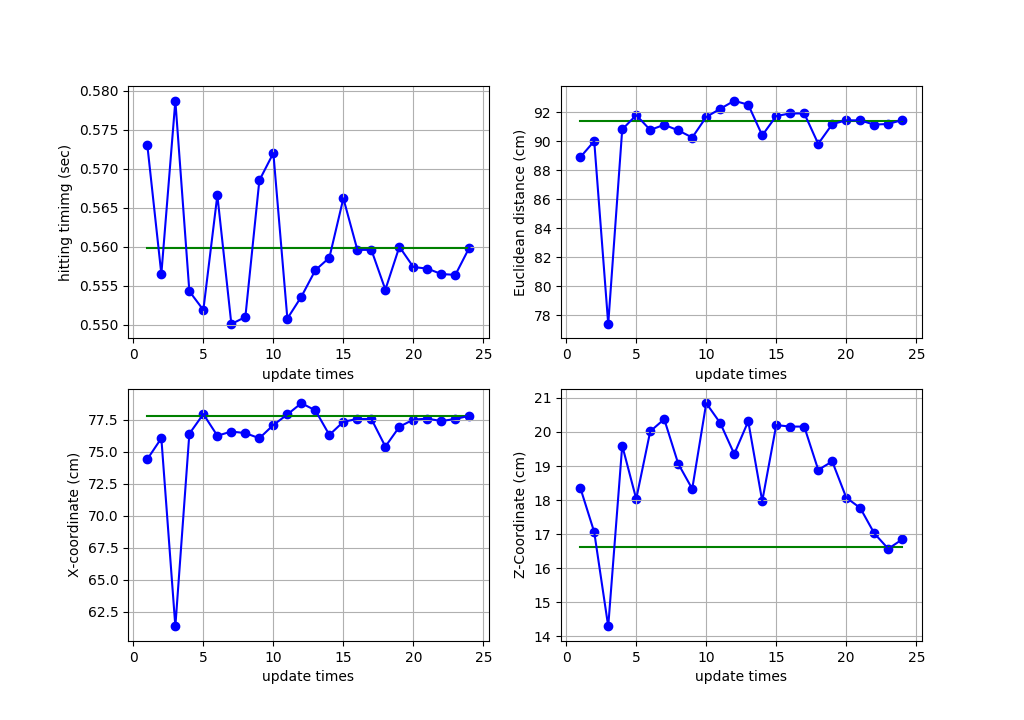 hitting timimg (sec)
0.580
0.575
0.570
0.565
0.560
0.555
0.550
0 5 10 15 20 25
update times
Euclidean distance (cm)
92
90
88
86
84
82
80
78
0 5 10 15 20 25
update times
X-coordinate (cm)
77.5
75.0
72.5
70.0
67.5
65.0
62.5
0 5 10 15 20 25
update times
Z-Coordinate (cm)
21
20
19
18
17
16
15
14
0 5 10 15 20 25
update times